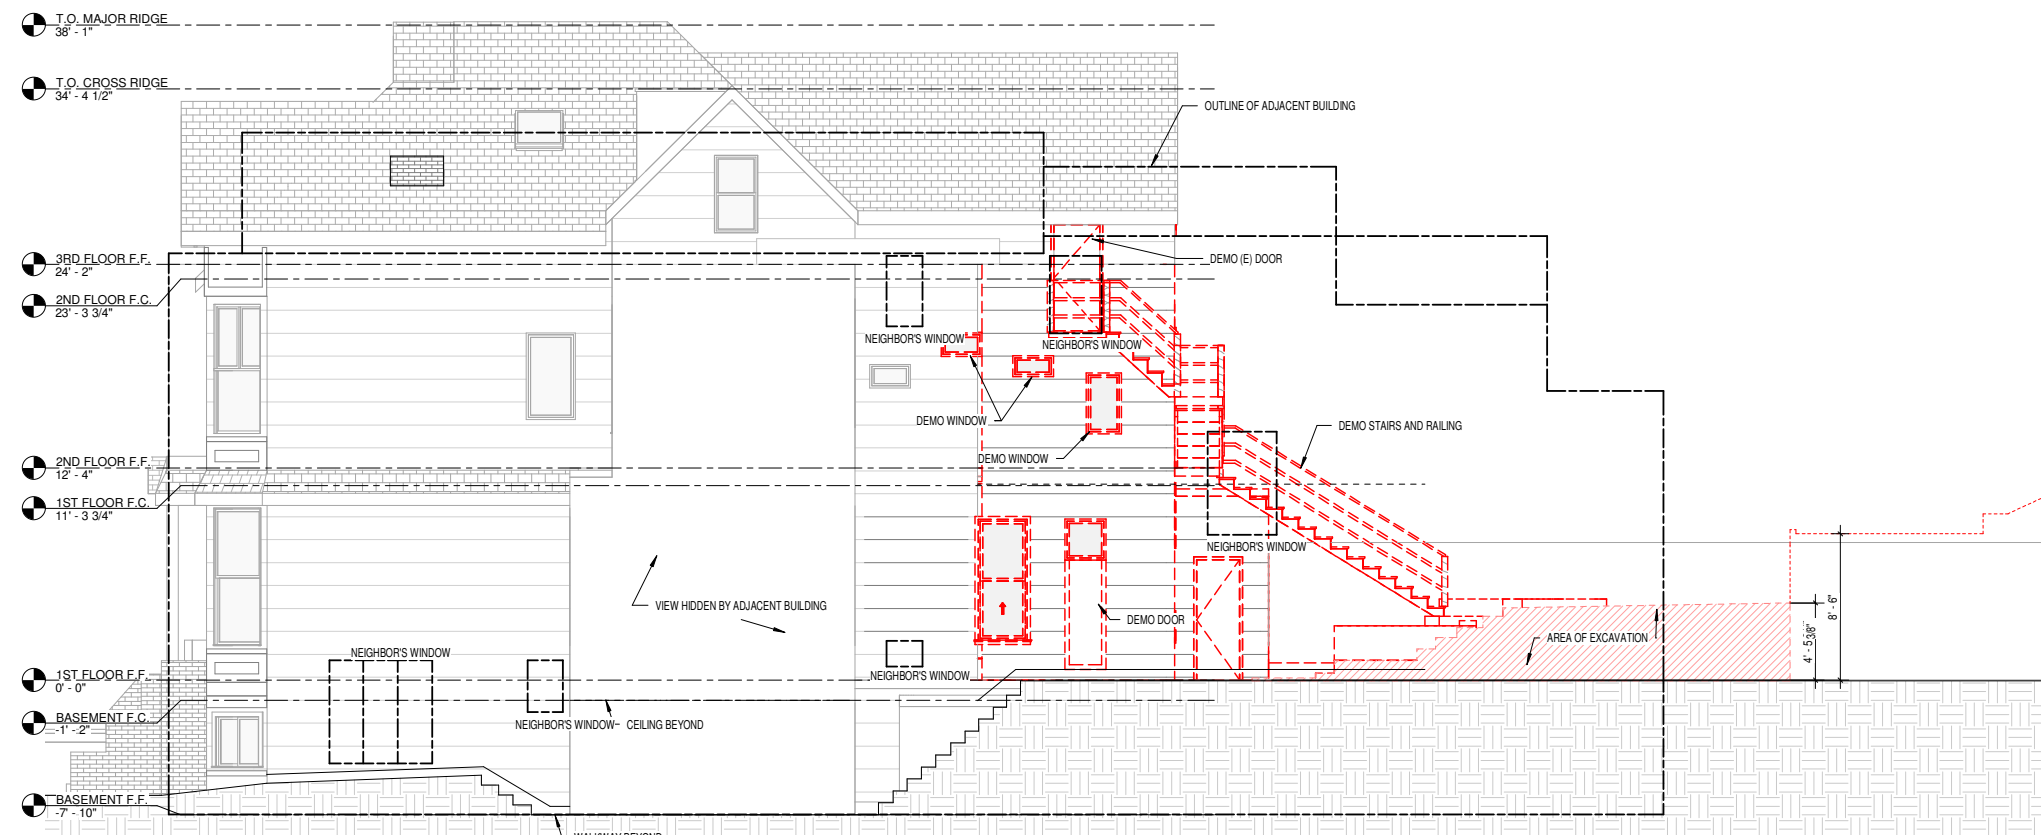 T.O. MAJOR RIDGE
38' - 1"
T.O. CROSS RIDGE
34' - 4 1/2"
OUTLINE OF ADJACENT BUILDING
3RD FLOOR F.F.
24' - 2"
DEMO (E) DOOR
2ND FLOOR F.C.
23' - 3 3/4"
NEIGHBOR'S WINDOW
NEIGHBOR'S WINDOW
DEMO WINDOW
DEMO STAIRS AND RAILING
DEMO WINDOW
2ND FLOOR F.F.
12' - 4"
1ST FLOOR F.C.
11' - 3 3/4"
NEIGHBOR'S WINDOW
VIEW HIDDEN BY ADJACENT BUILDING
DEMO DOOR
8' - 6"
4' - 5 3/8"
AREA OF EXCAVATION
NEIGHBOR'S WINDOW
1ST FLOOR F.F.
0' - 0"
NEIGHBOR'S WINDOW
BASEMENT F.C.
-1' - 2"
NEIGHBOR'S WINDOW
CEILING BEYOND
BASEMENT F.F.
-7' - 10"
WALKWAY BEYOND